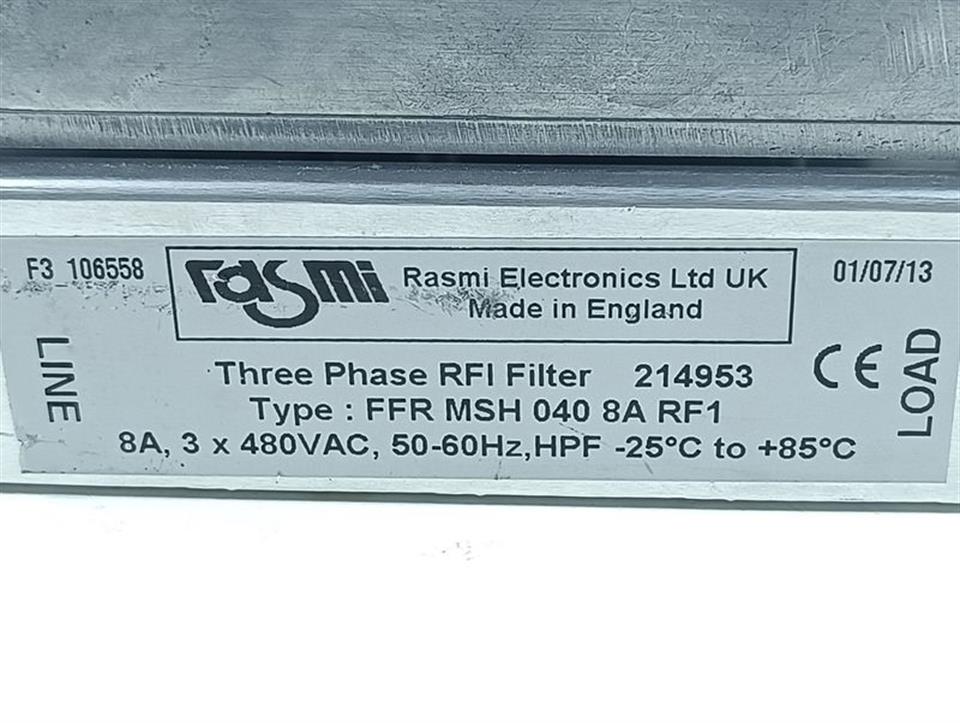 F3 106558
rasmi
Rasmi Electronics Ltd UK
Made in England
01/07/13
LINE
Three Phase RFI Filter 214953
Type : FFR MSH 040 8A RF1
8A, 3 x 480VAC, 50-60Hz,HPF -25°C to +85°C
CE
LOAD